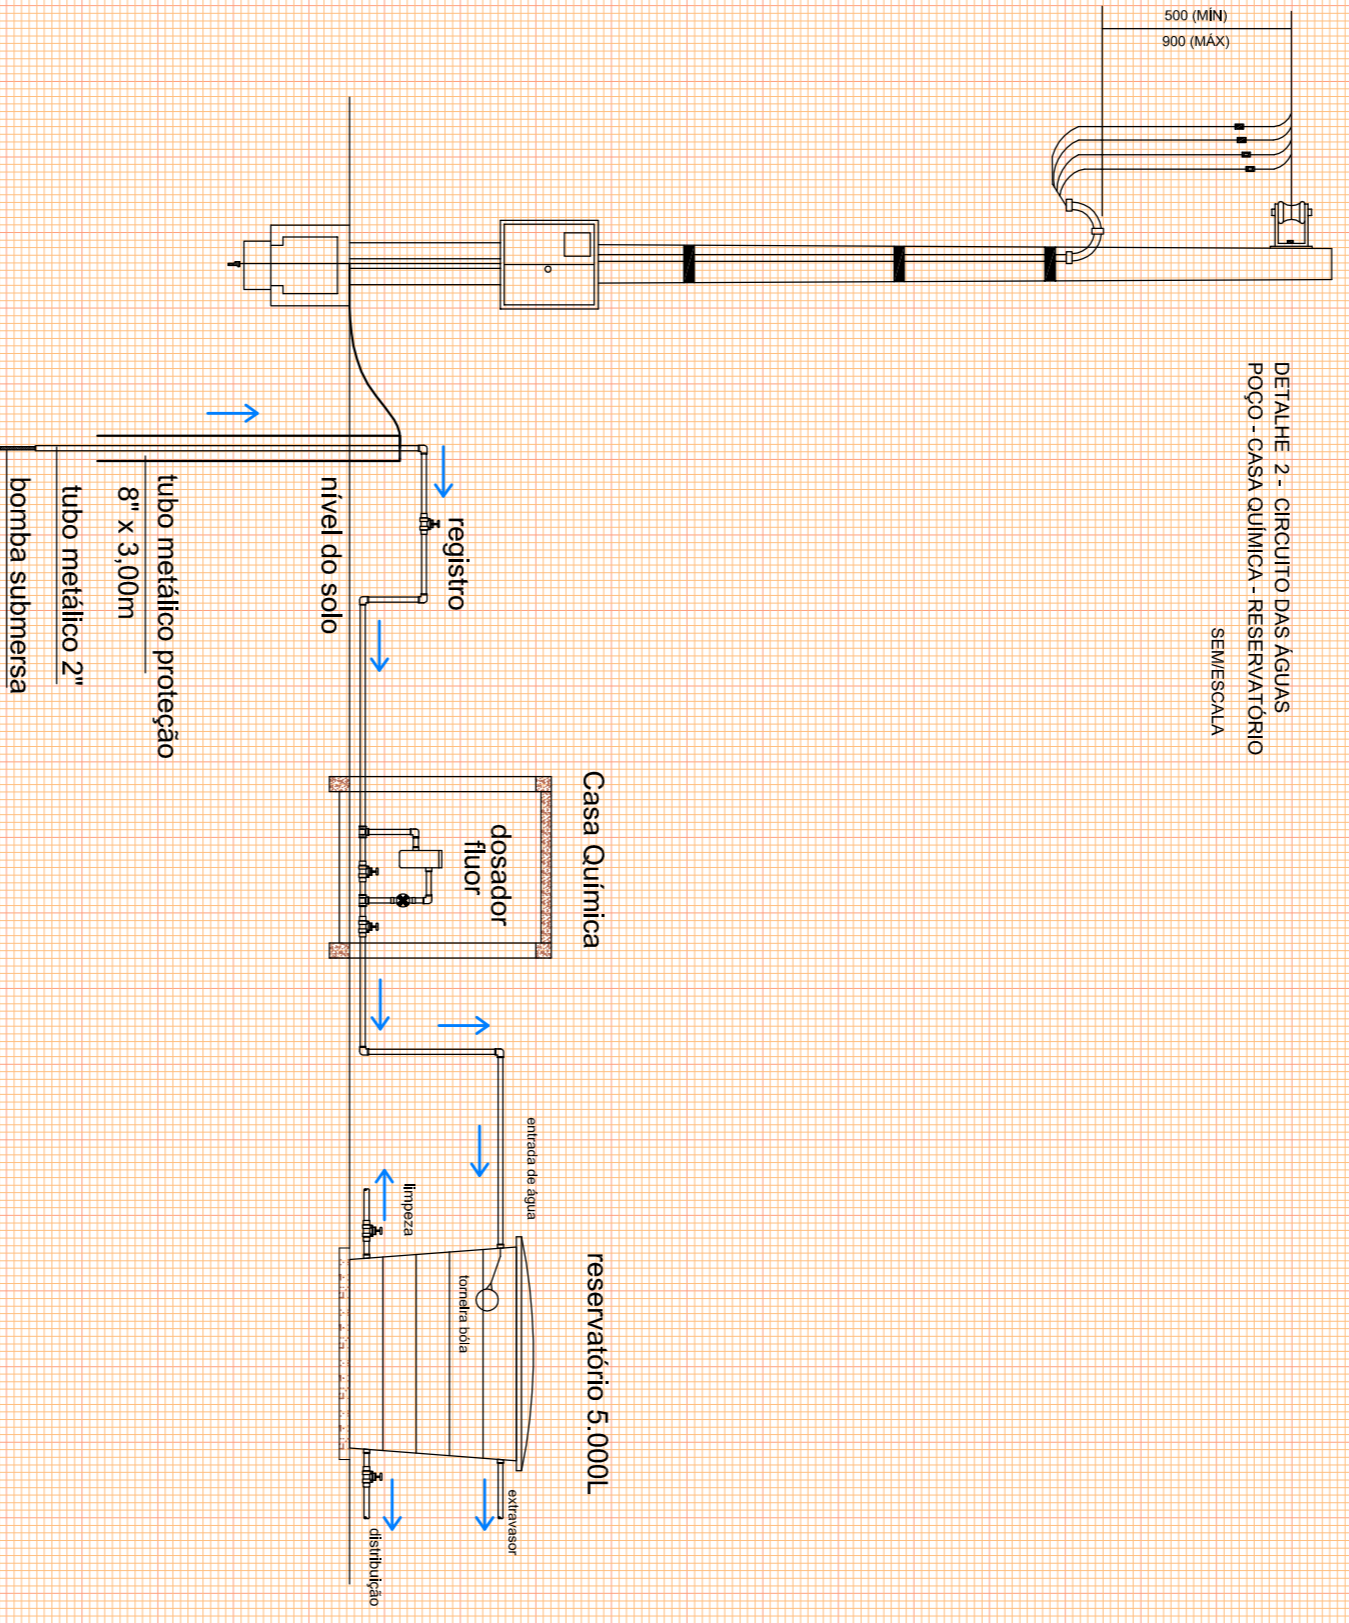 500 (MÍN)
900 (MÁX)
DETALHE 2 - CIRCUITO DAS ÁGUAS
POÇO - CASA QUÍMICA - RESERVATÓRIO
SEM/ESCALA
registro
nível do solo
tubo metálico proteção
8" x 3,00m
tubo metálico 2"
bomba submersa
Casa Química
dosador
fluor
entrada de água
limpeza
reservatório 5.000L
torneira bóia
extravasor
distribuição